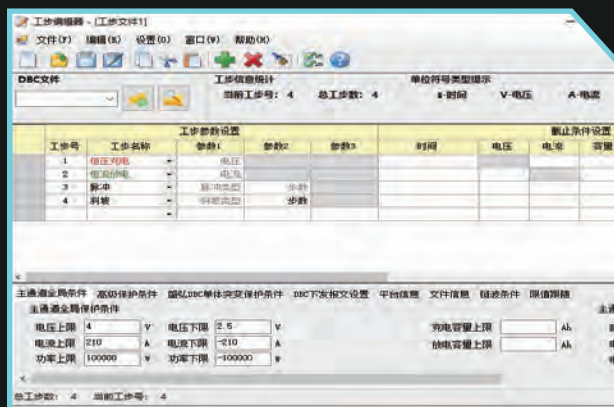 工步编辑器 - [工步文件1]
文件(F) 编辑(E) 设置(O) 窗口(W) 帮助(H)
DBC文件 工步信息统计 单位符号类型提示
当前工步号: 4 总工步数: 4 s-时间 V-电压 A-电流
工步参数设置 截止条件设置
工步号 工步名称 参数1 参数2 参数3 时间 电压 电流 容量
1 恒压充电 电压
2 恒流放电 电流
3 脉冲 脉冲类型 步数
4 斜坡 斜坡类型 步数
主通道全局条件 高级保护条件 DBC单体突变保护条件 DBC下发报文设置 平台信息 文件信息 回波条件 限值跟随
主通道全局保护条件
电压上限 4 V 电压下限 2.5 V 充电容量上限 Ah
电流上限 210 A 电流下限 -210 A 放电容量上限 Ah
功率上限 100000 W 功率下限 -100000 W
总工步数: 4 当前工步号: 4